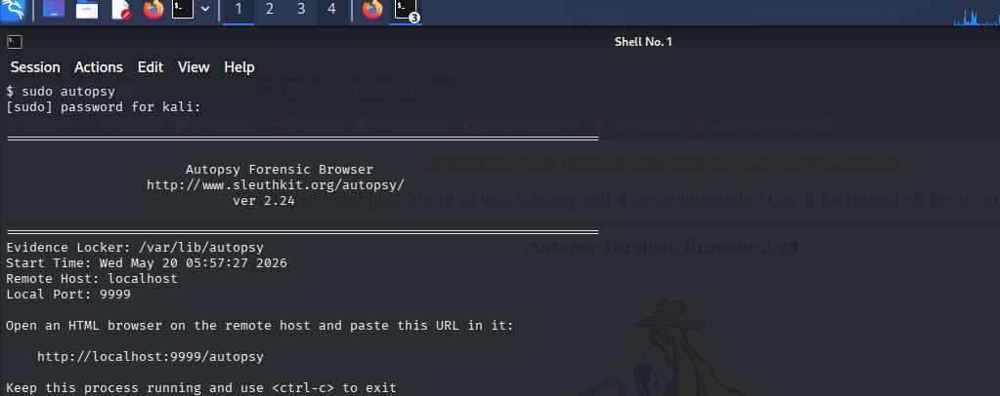 $_
1
2
3
4
$_
3
Shell No. 1
Session Actions Edit View Help
$ sudo autopsy
[sudo] password for kali:
http://localhost:9999/autopsy
OffSec Kali Linux Kali Tools Kali Docs Kali Forums Kali NetHunter Exploit-DB Google Hacking DB
Autopsy Forensic Browser
WARNING: Your browser currently has Java Script enabled.
http://www.sleuthkit.org/autopsy/
ver 2.24
not need Java Script to use Autopsy and it is recommended that it be turned off for secur
Evidence Locker: /var/lib/autopsy
Autopsy Forensic Browser 2.24
Start Time: Wed May 20 05:57:27 2026
Remote Host: localhost
Local Port: 9999
Open an HTML browser on the remote host and paste this URL in it:
http://localhost:9999/autopsy
Keep this process running and use <ctrl-c> to exit